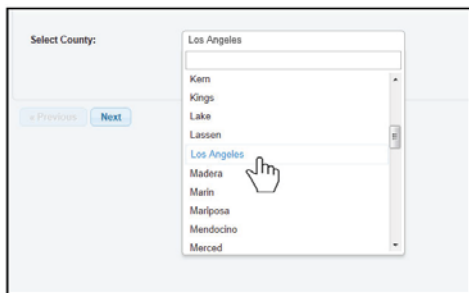 Select County:
Los Angeles
Kern
Kings
Lake
Lassen
Los Angeles
Madera
Marin
Mariposa
Mendocino
Merced
« Previous
Next